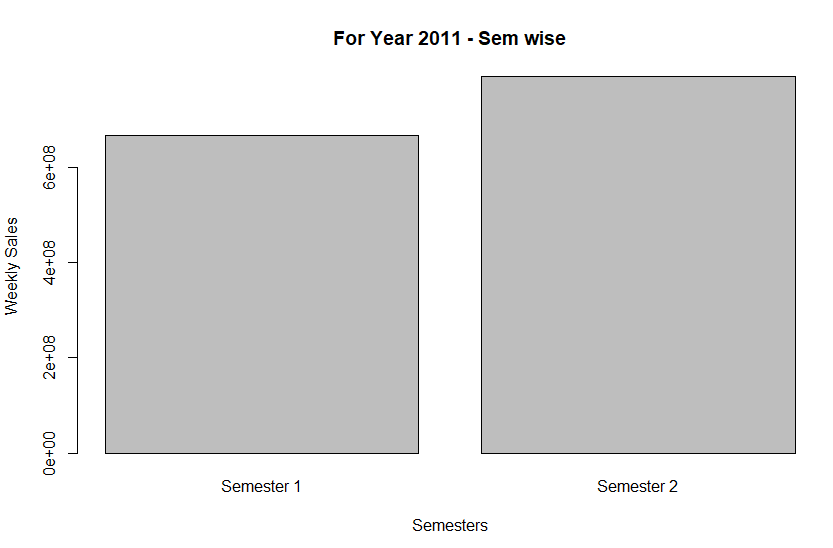 For Year 2011 - Sem wise
Weekly Sales
6e+08
4e+08
2e+08
0e+00
Semester 1
Semester 2
Semesters